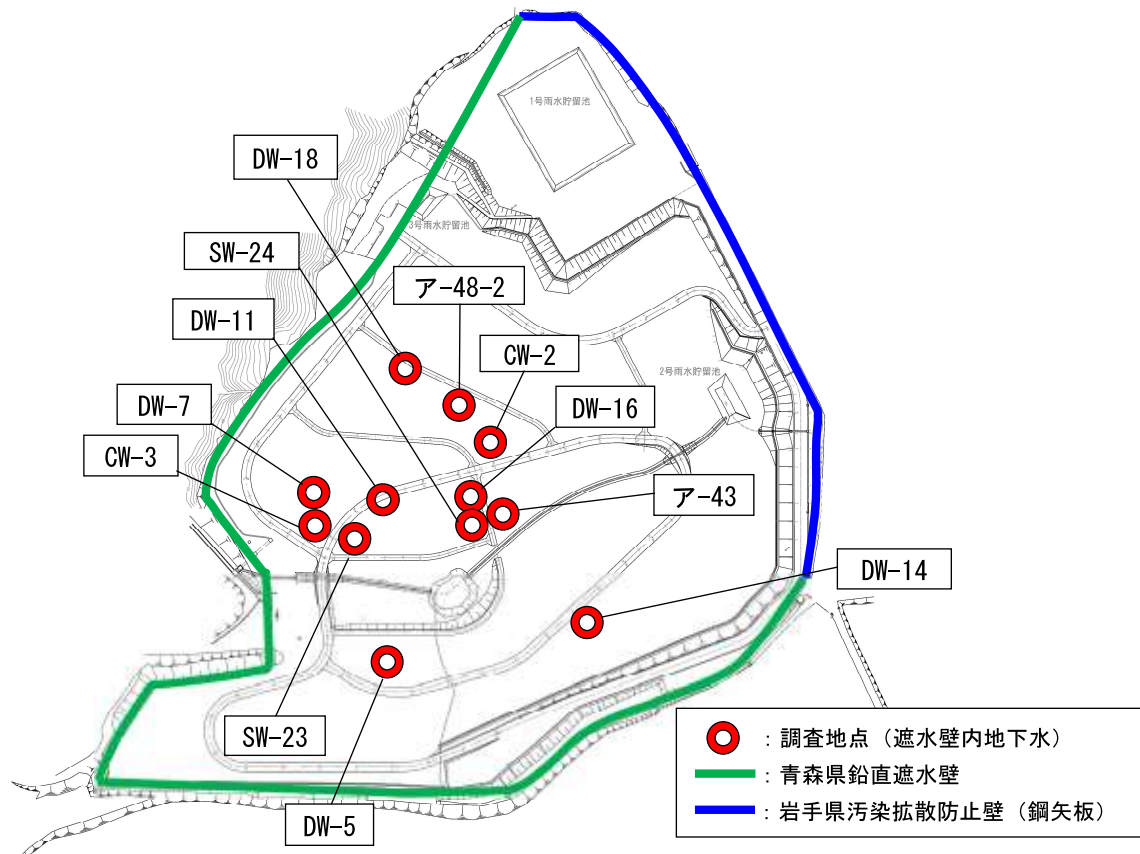 1号雨水貯留池
DW-18
3号雨水貯留池
SW-24
ア-48-2
DW-11
CW-2
2号雨水貯留池
DW-7
DW-16
CW-3
ア-43
DW-14
SW-23
DW-5
：調査地点（遮水壁内地下水）
：青森県鉛直遮水壁
：岩手県汚染拡散防止壁（鋼矢板）